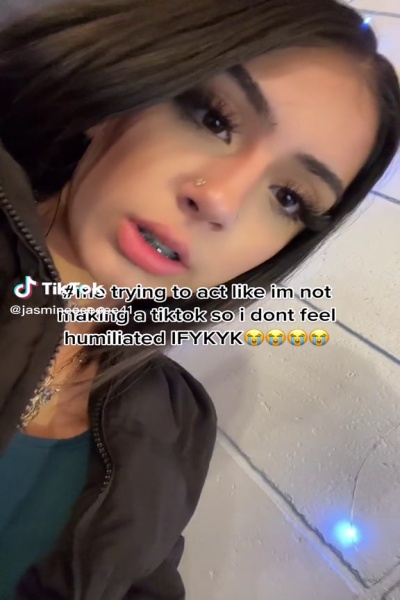 TikTok
#me trying to act like im not
making a tiktok so i dont feel
humiliated IFYKYK😭😭😭😭